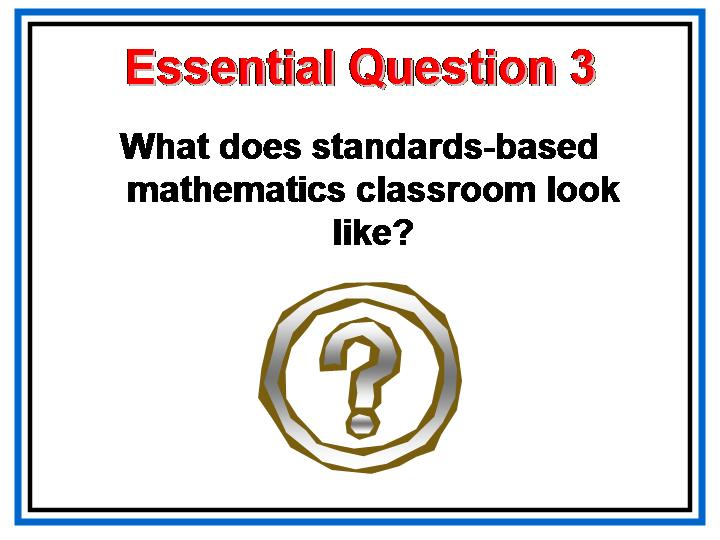 Essential Question 3
What does standards-based
mathematics classroom look
like?